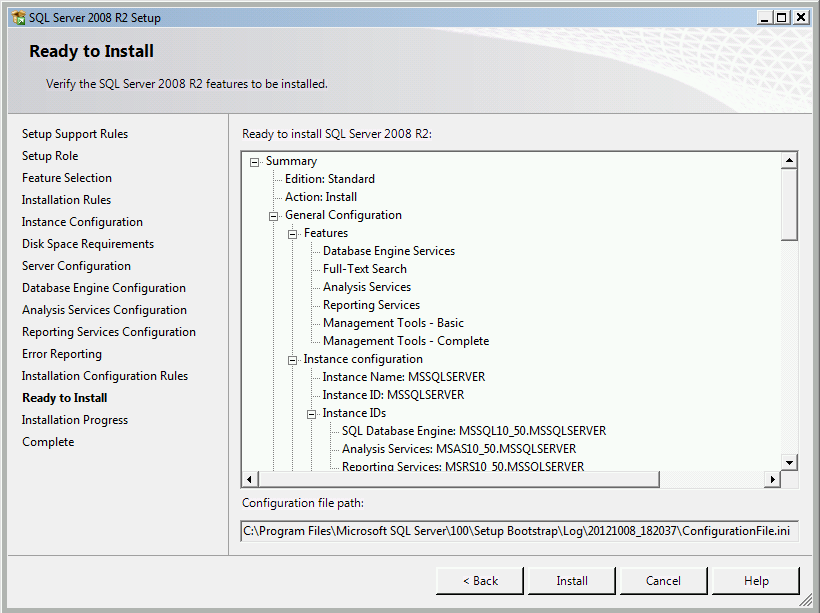 SQL Server 2008 R2 Setup
Ready to Install
Verify the SQL Server 2008 R2 features to be installed.
Setup Support Rules
Setup Role
Feature Selection
Installation Rules
Instance Configuration
Disk Space Requirements
Server Configuration
Database Engine Configuration
Analysis Services Configuration
Reporting Services Configuration
Error Reporting
Installation Configuration Rules
Ready to Install
Installation Progress
Complete
Ready to install SQL Server 2008 R2:
Summary
Edition: Standard
Action: Install
General Configuration
Features
Database Engine Services
Full-Text Search
Analysis Services
Reporting Services
Management Tools - Basic
Management Tools - Complete
Instance configuration
Instance Name: MSSQLSERVER
Instance ID: MSSQLSERVER
Instance IDs
SQL Database Engine: MSSQL10_50.MSSQLSERVER
Analysis Services: MSAS10_50.MSSQLSERVER
Reporting Services: MSRS10_50.MSSQLSERVER
Configuration file path:
C:\Program Files\Microsoft SQL Server\100\Setup Bootstrap\Log\20121008_182037\ConfigurationFile.ini
< Back
Install
Cancel
Help